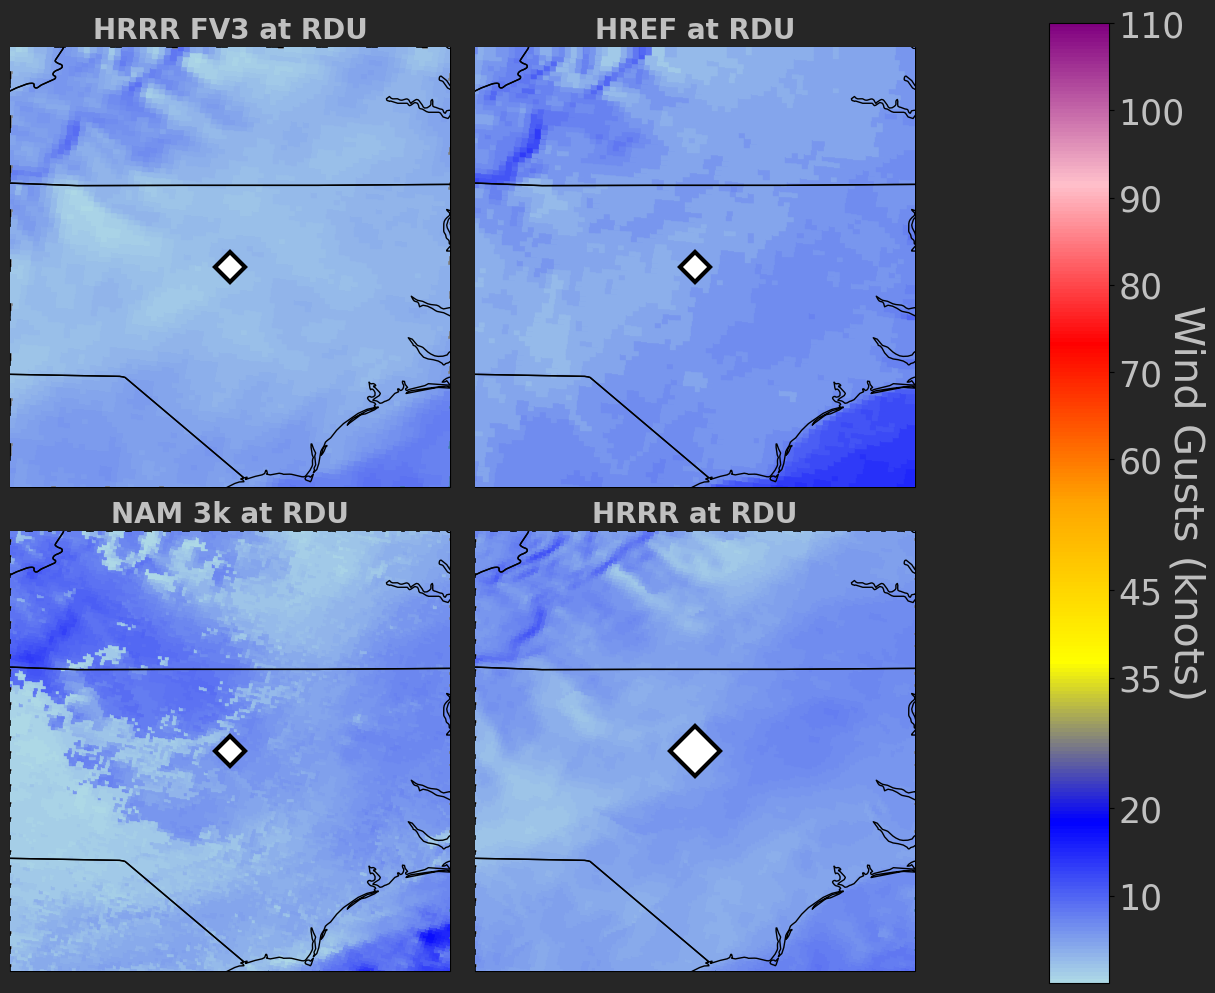 HRRR FV3 at RDU
HREF at RDU
NAM 3k at RDU
HRRR at RDU
110
100
90
80
70
60
45
35
20
10
Wind Gusts (knots)